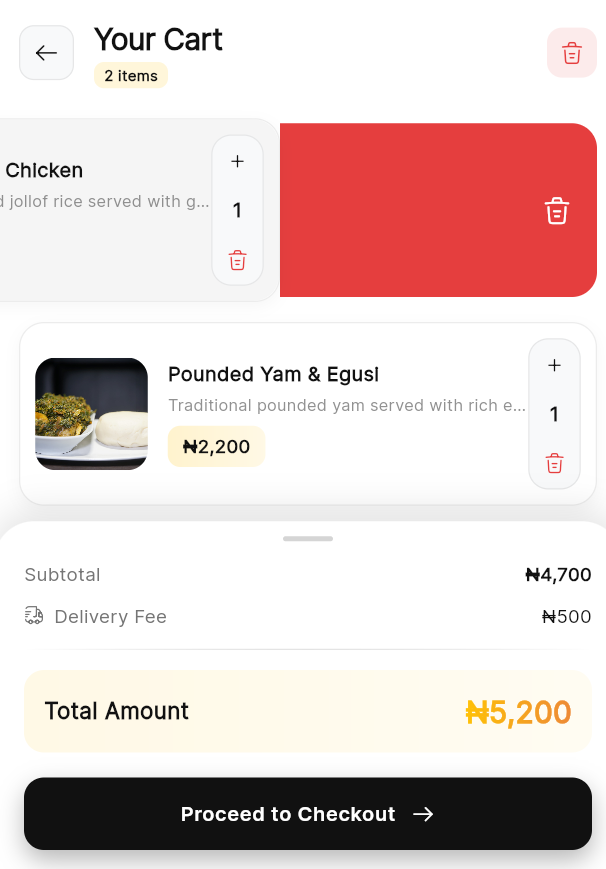 Your Cart
2 items
Chicken
d jollof rice served with g...
+
1
Pounded Yam & Egusi
Traditional pounded yam served with rich e...
₦2,200
+
1
Subtotal
₦4,700
Delivery Fee
₦500
Total Amount
₦5,200
Proceed to Checkout →